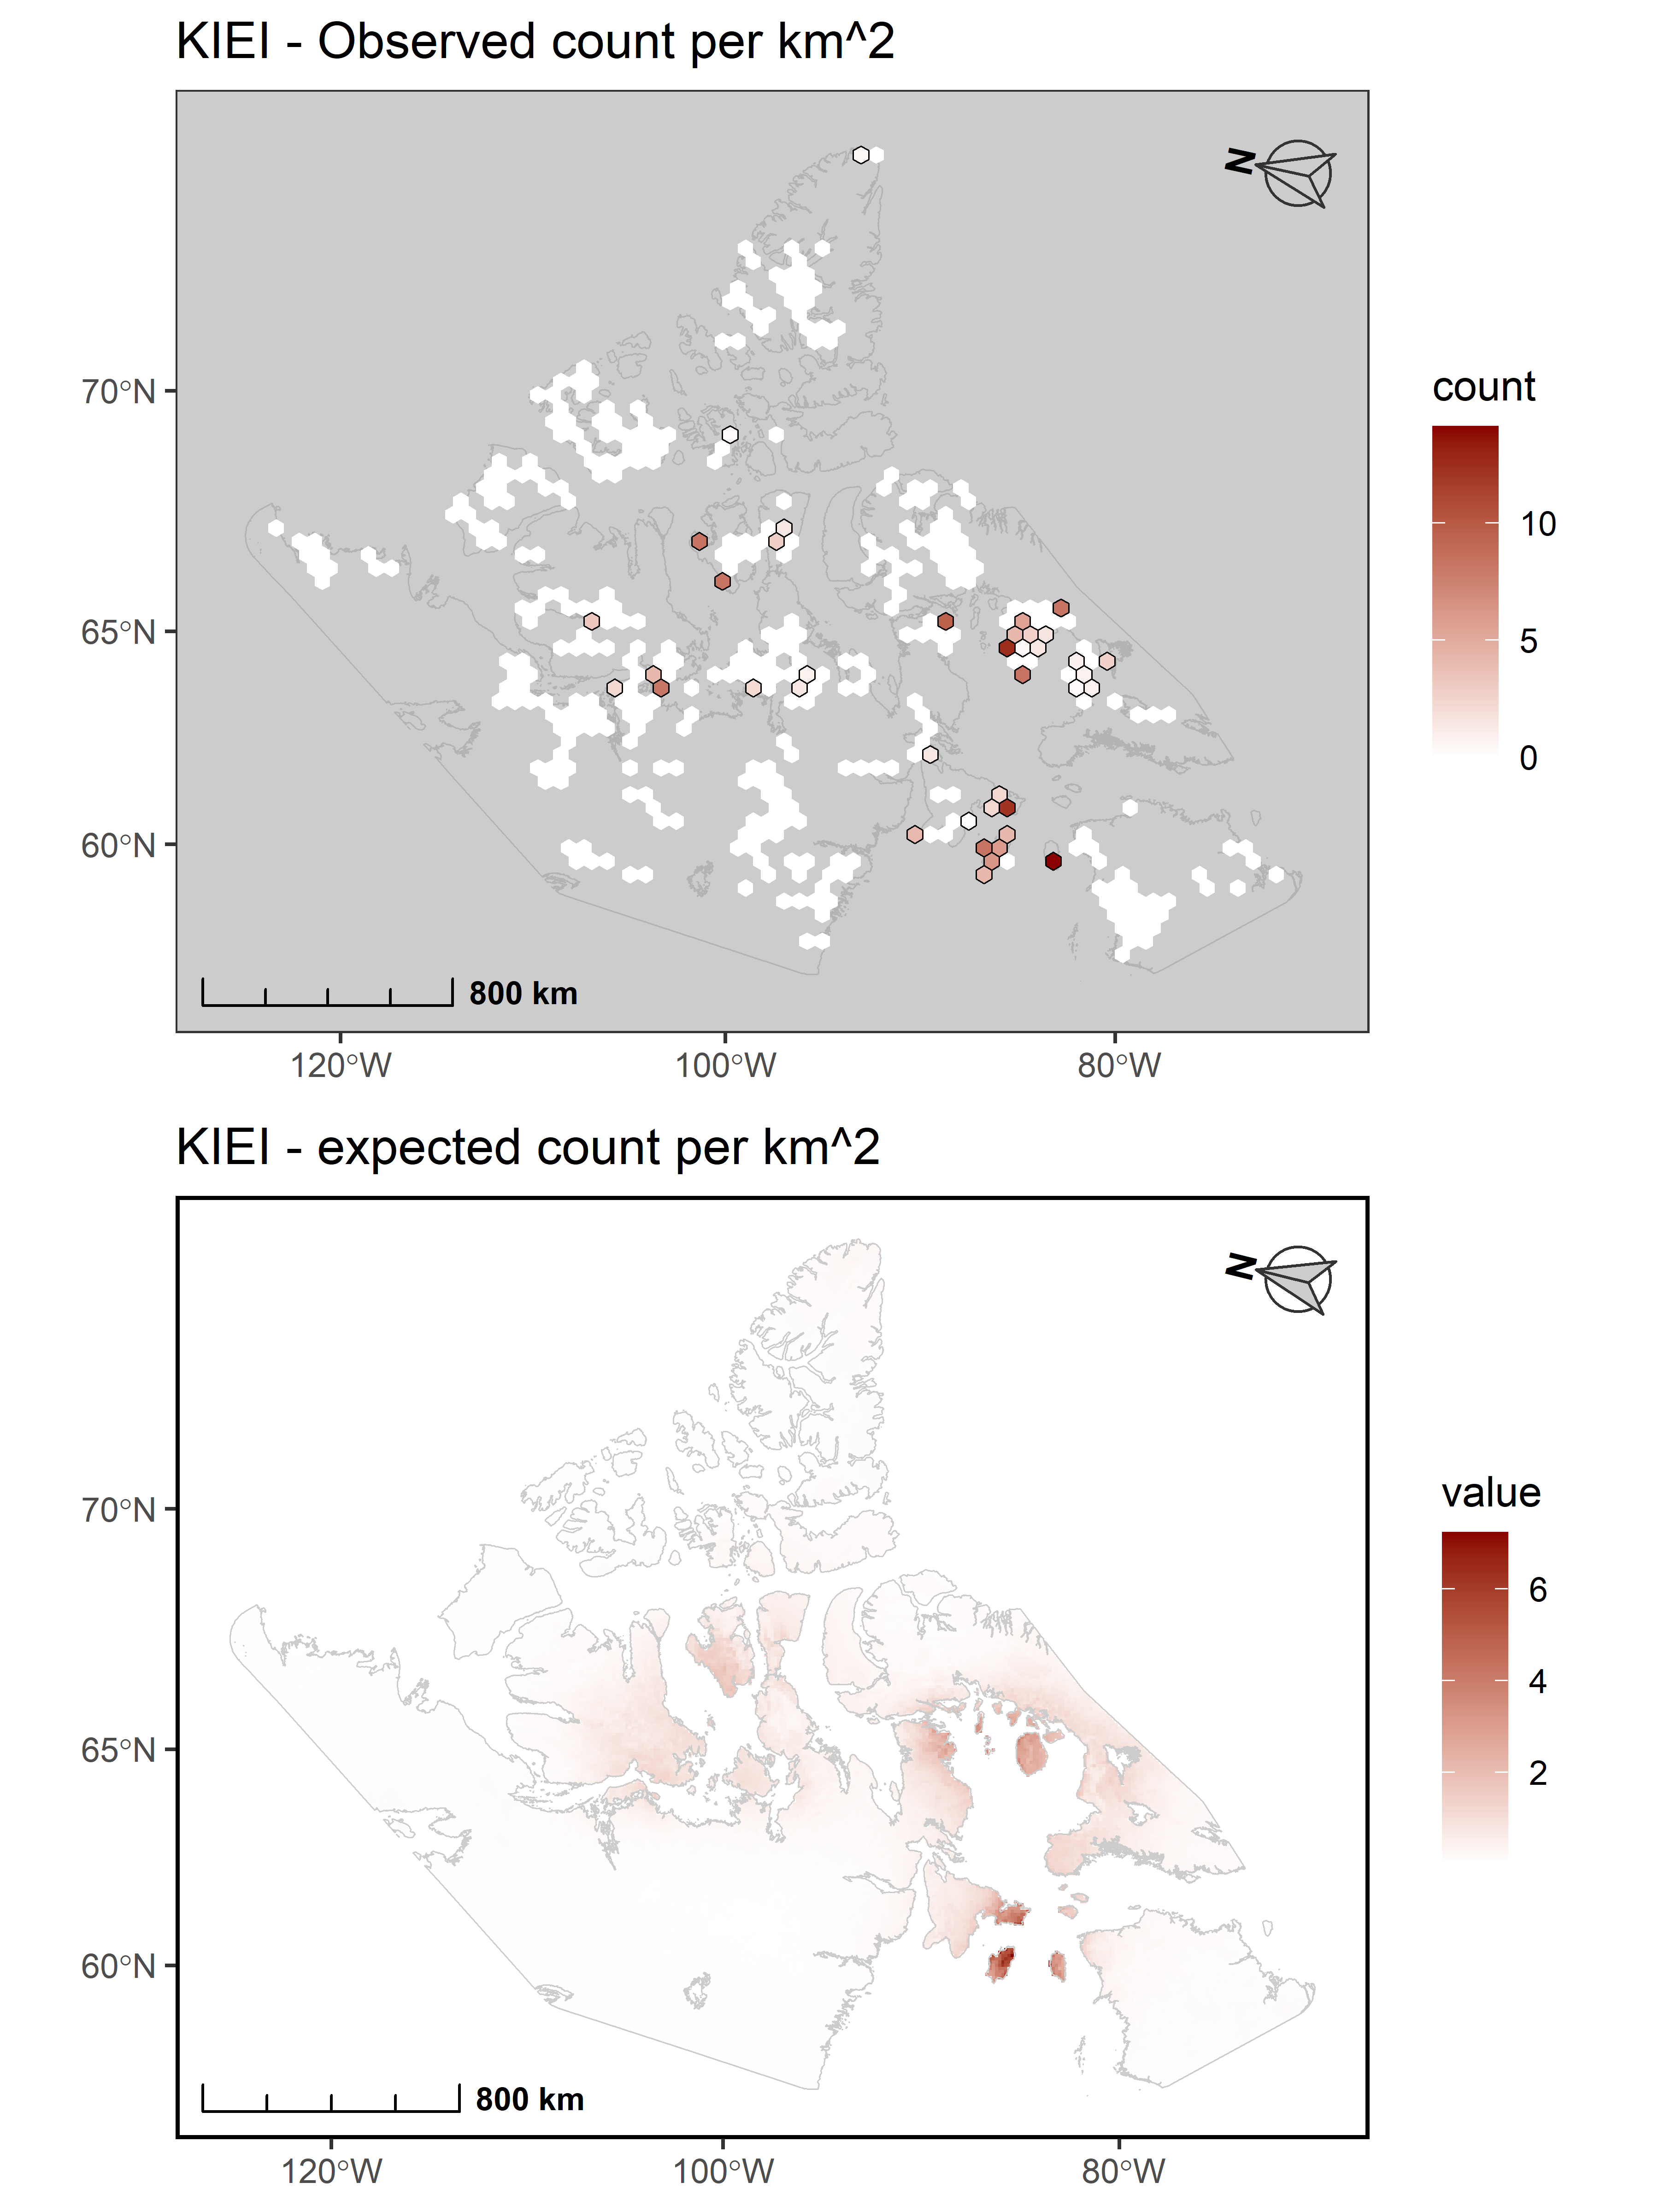 KIEI - Observed count per km^2
N
70°N
65°N
60°N
800 km
120°W 100°W 80°W
count
10
5
0
KIEI - expected count per km^2
N
70°N
65°N
60°N
800 km
120°W 100°W 80°W
value
6
4
2